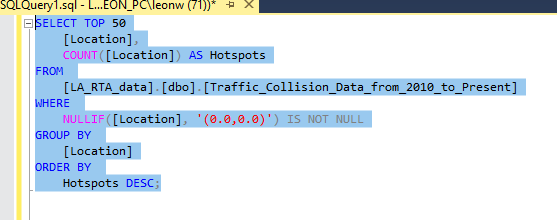 SQLQuery1.sql - L...EON_PC\leonw (71))*
SELECT TOP 50
[Location],
COUNT([Location]) AS Hotspots
FROM
[LA_RTA_data].[dbo].[Traffic_Collision_Data_from_2010_to_Present]
WHERE
NULLIF([Location], '(0.0,0.0)') IS NOT NULL
GROUP BY
[Location]
ORDER BY
Hotspots DESC;